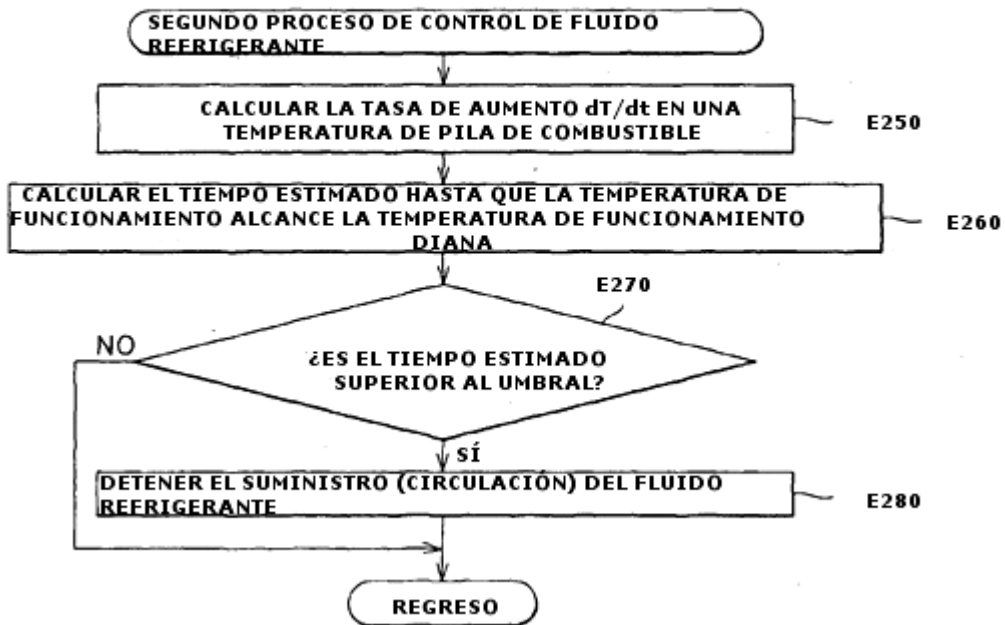 SEGUNDO PROCESO DE CONTROL DE FLUIDO
REFRIGERANTE
CALCULAR LA TASA DE AUMENTO dT/dt EN UNA
TEMPERATURA DE PILA DE COMBUSTIBLE
E250
CALCULAR EL TIEMPO ESTIMADO HASTA QUE LA TEMPERATURA DE
FUNCIONAMIENTO ALCANCE LA TEMPERATURA DE FUNCIONAMIENTO
DIANA
E260
E270
NO
¿ES EL TIEMPO ESTIMADO
SUPERIOR AL UMBRAL?
SÍ
DETENER EL SUMINISTRO (CIRCULACIÓN) DEL FLUIDO
REFRIGERANTE
E280
REGRESO